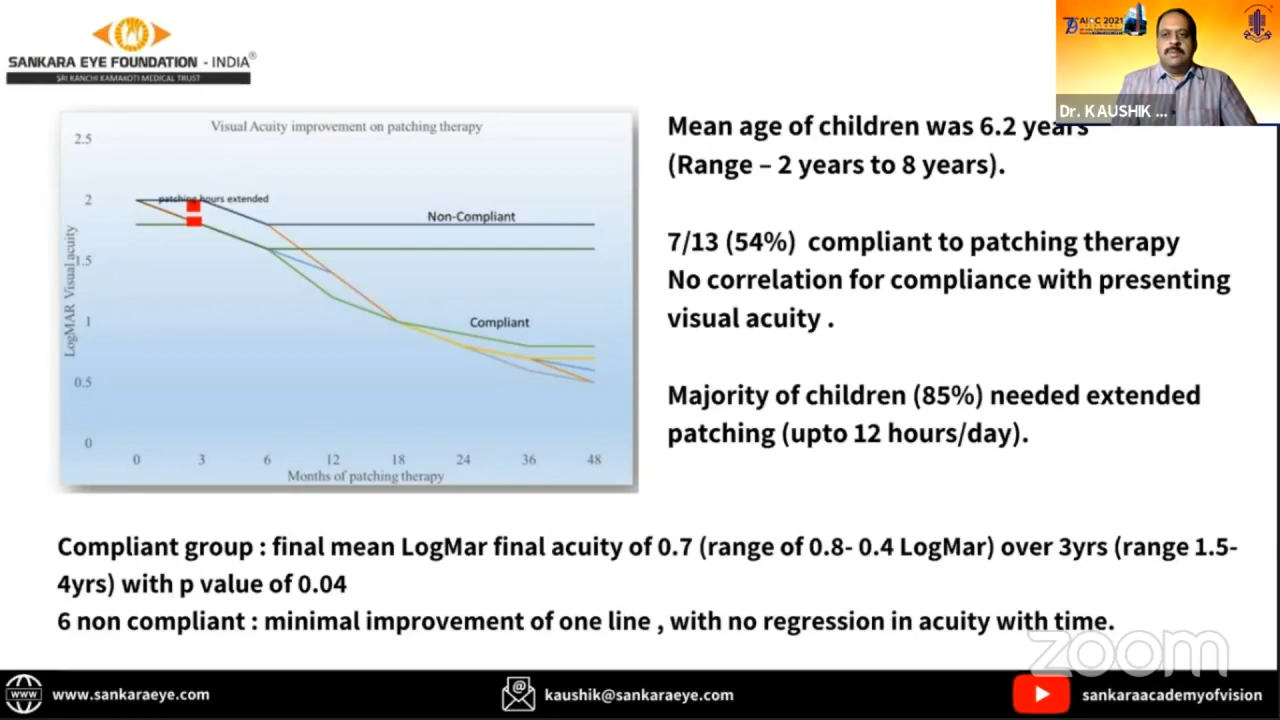 SANKARA EYE FOUNDATION - INDIA®
SRI KANCHI KAMAKOTI MEDICAL TRUST
AIOC 2021
Dr. KAUSHIK ...
Visual Acuity improvement on patching therapy
2.5
2
1.5
1
0.5
0
LogMAR Visual acuity
patching hours extended
Non-Compliant
Compliant
0 3 6 12 18 24 36 48
Months of patching therapy
Mean age of children was 6.2 years
(Range – 2 years to 8 years).
7/13 (54%) compliant to patching therapy
No correlation for compliance with presenting
visual acuity .
Majority of children (85%) needed extended
patching (upto 12 hours/day).
Compliant group : final mean LogMar final acuity of 0.7 (range of 0.8- 0.4 LogMar) over 3yrs (range 1.5-
4yrs) with p value of 0.04
6 non compliant : minimal improvement of one line , with no regression in acuity with time.
zoom
www.sankaraeye.com
kaushik@sankaraeye.com
sankaraacademyofvision